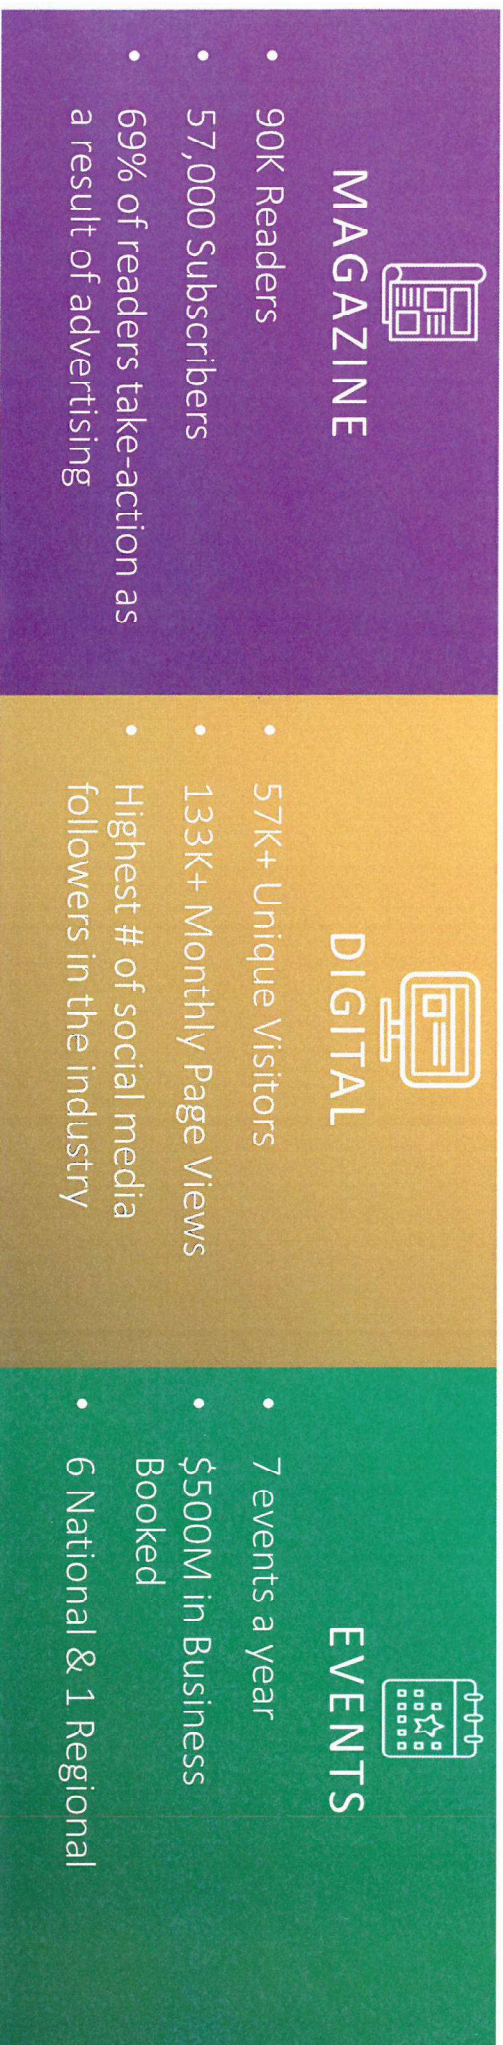 MAGAZINE
• 90K Readers
• 57,000 Subscribers
• 69% of readers take-action as
a result of advertising
DIGITAL
• 57K+ Unique Visitors
• 133K+ Monthly Page Views
• Highest # of social media
followers in the industry
EVENTS
• 7 events a year
• $500M in Business
Booked
• 6 National & 1 Regional